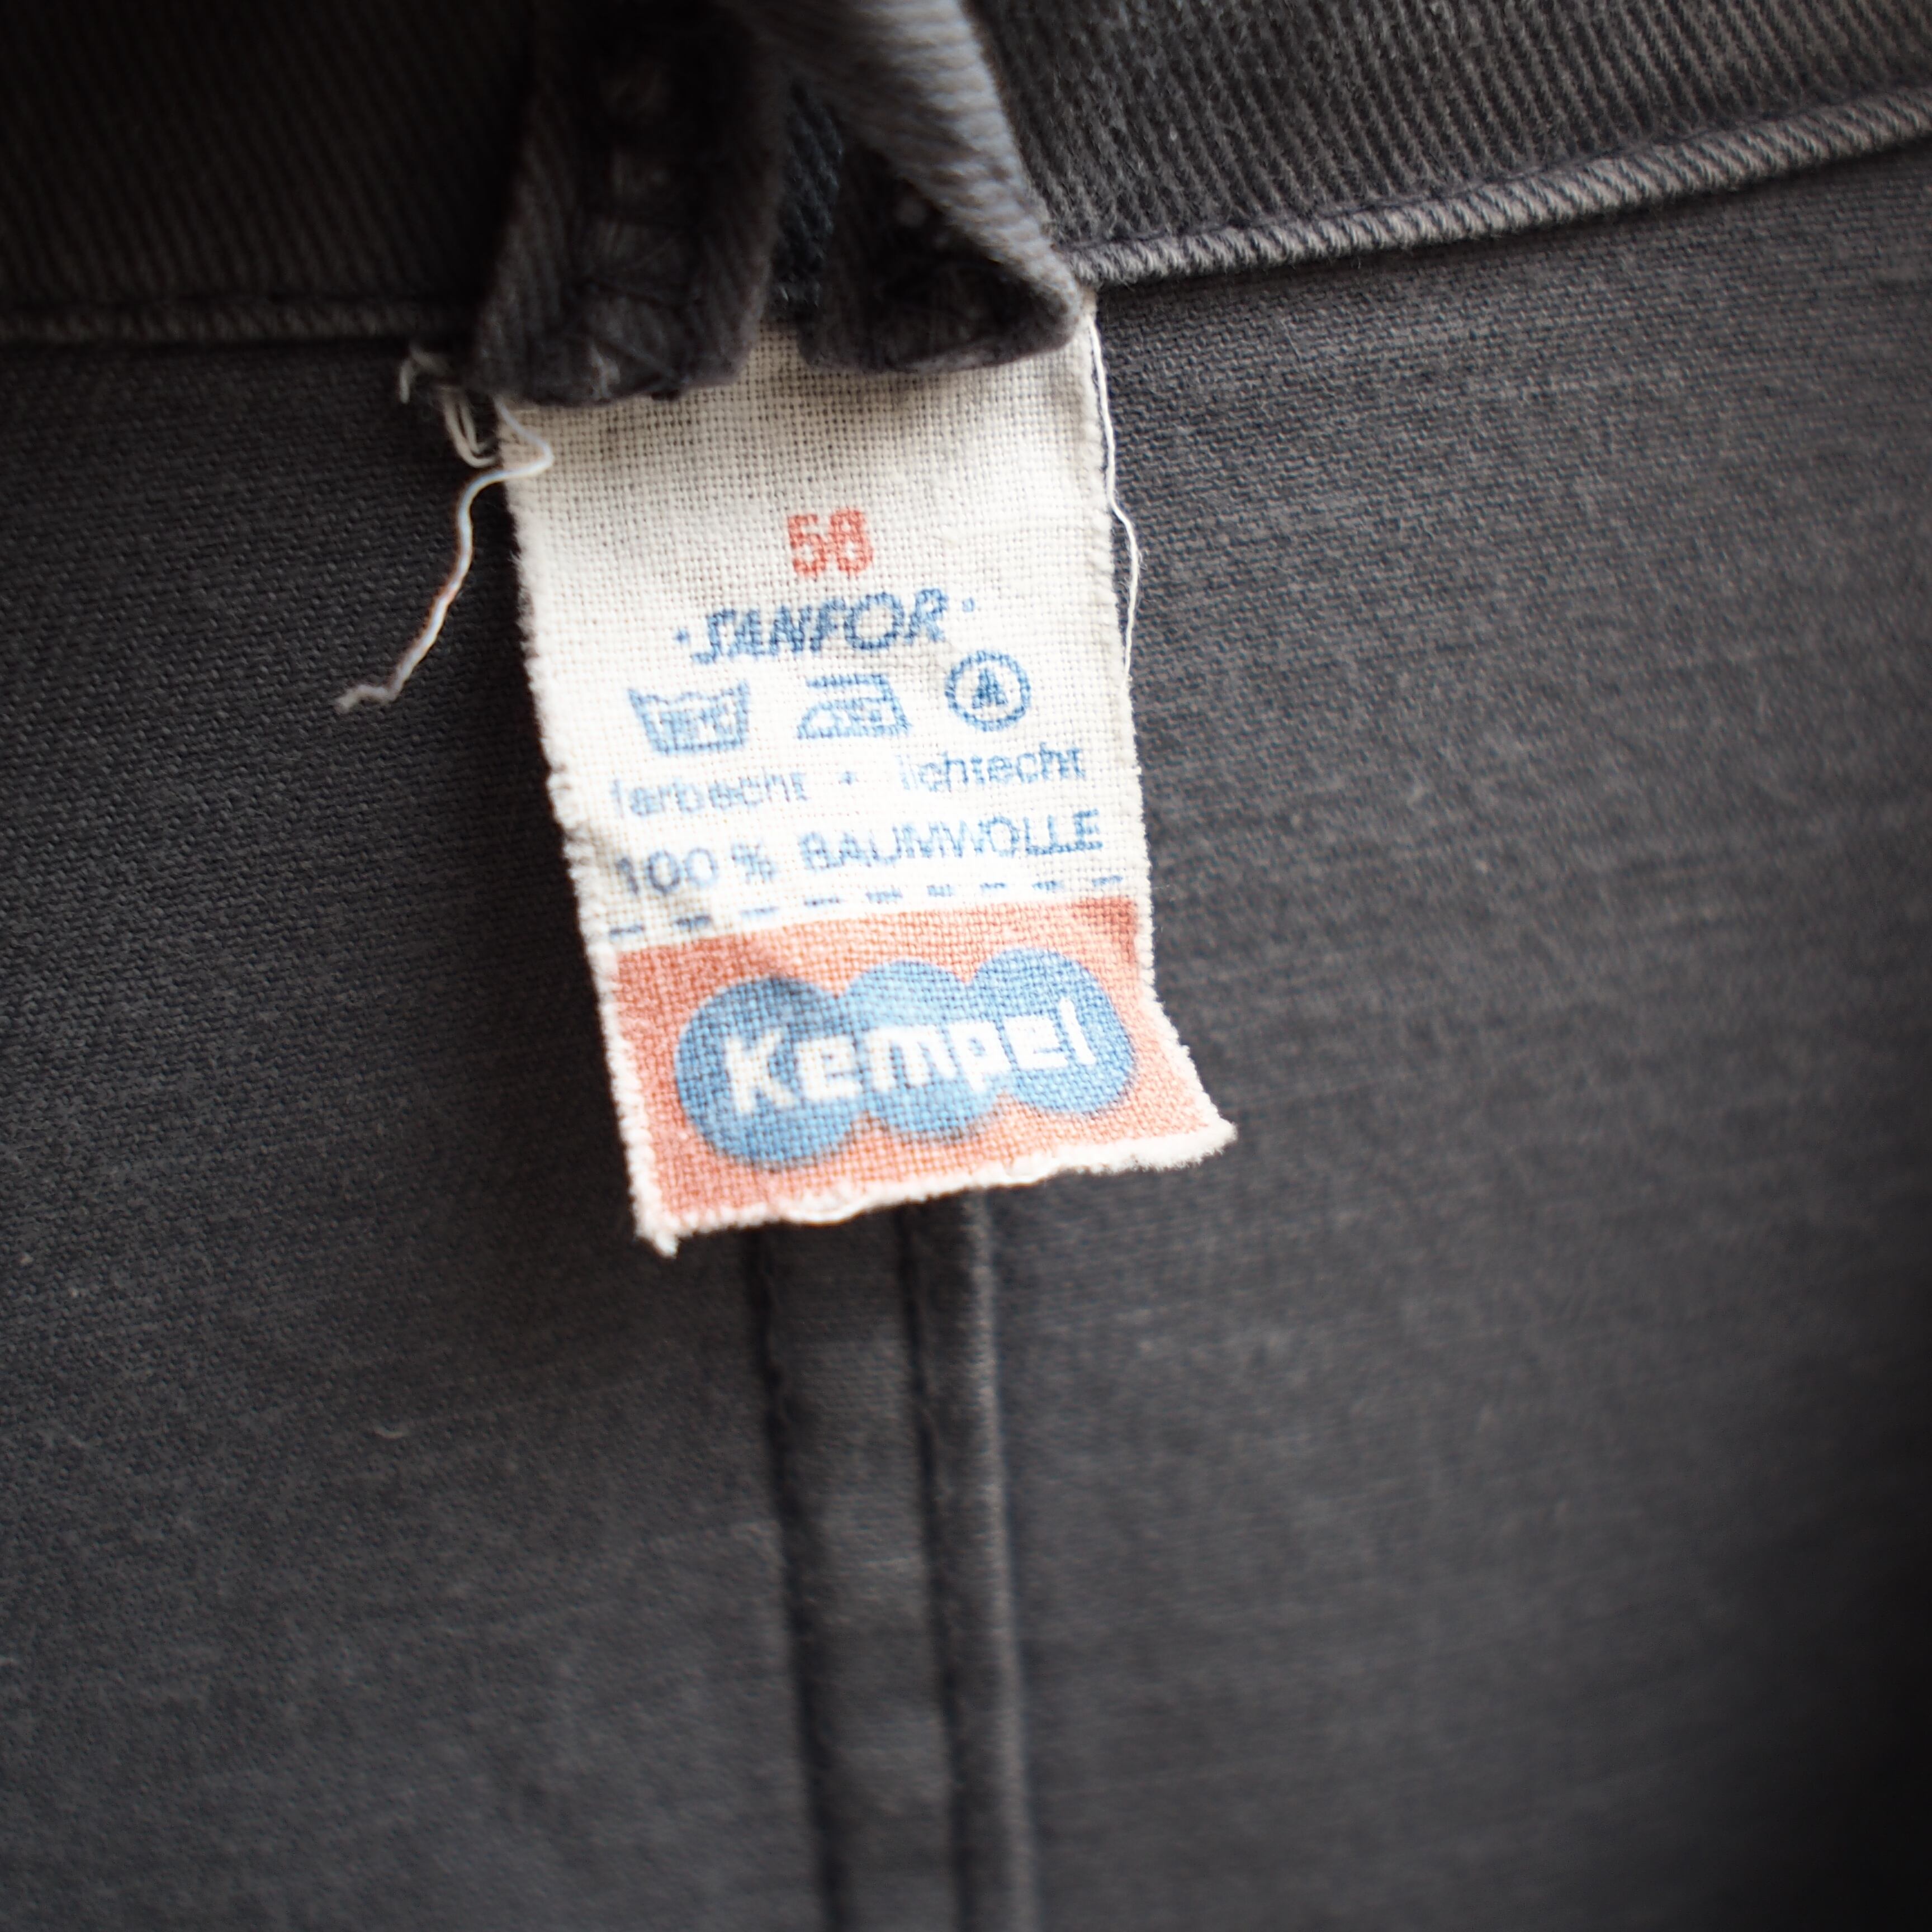 58
·SANFOR·
A
farbecht · lichtecht
100% BAUMWOLLE
Kempel